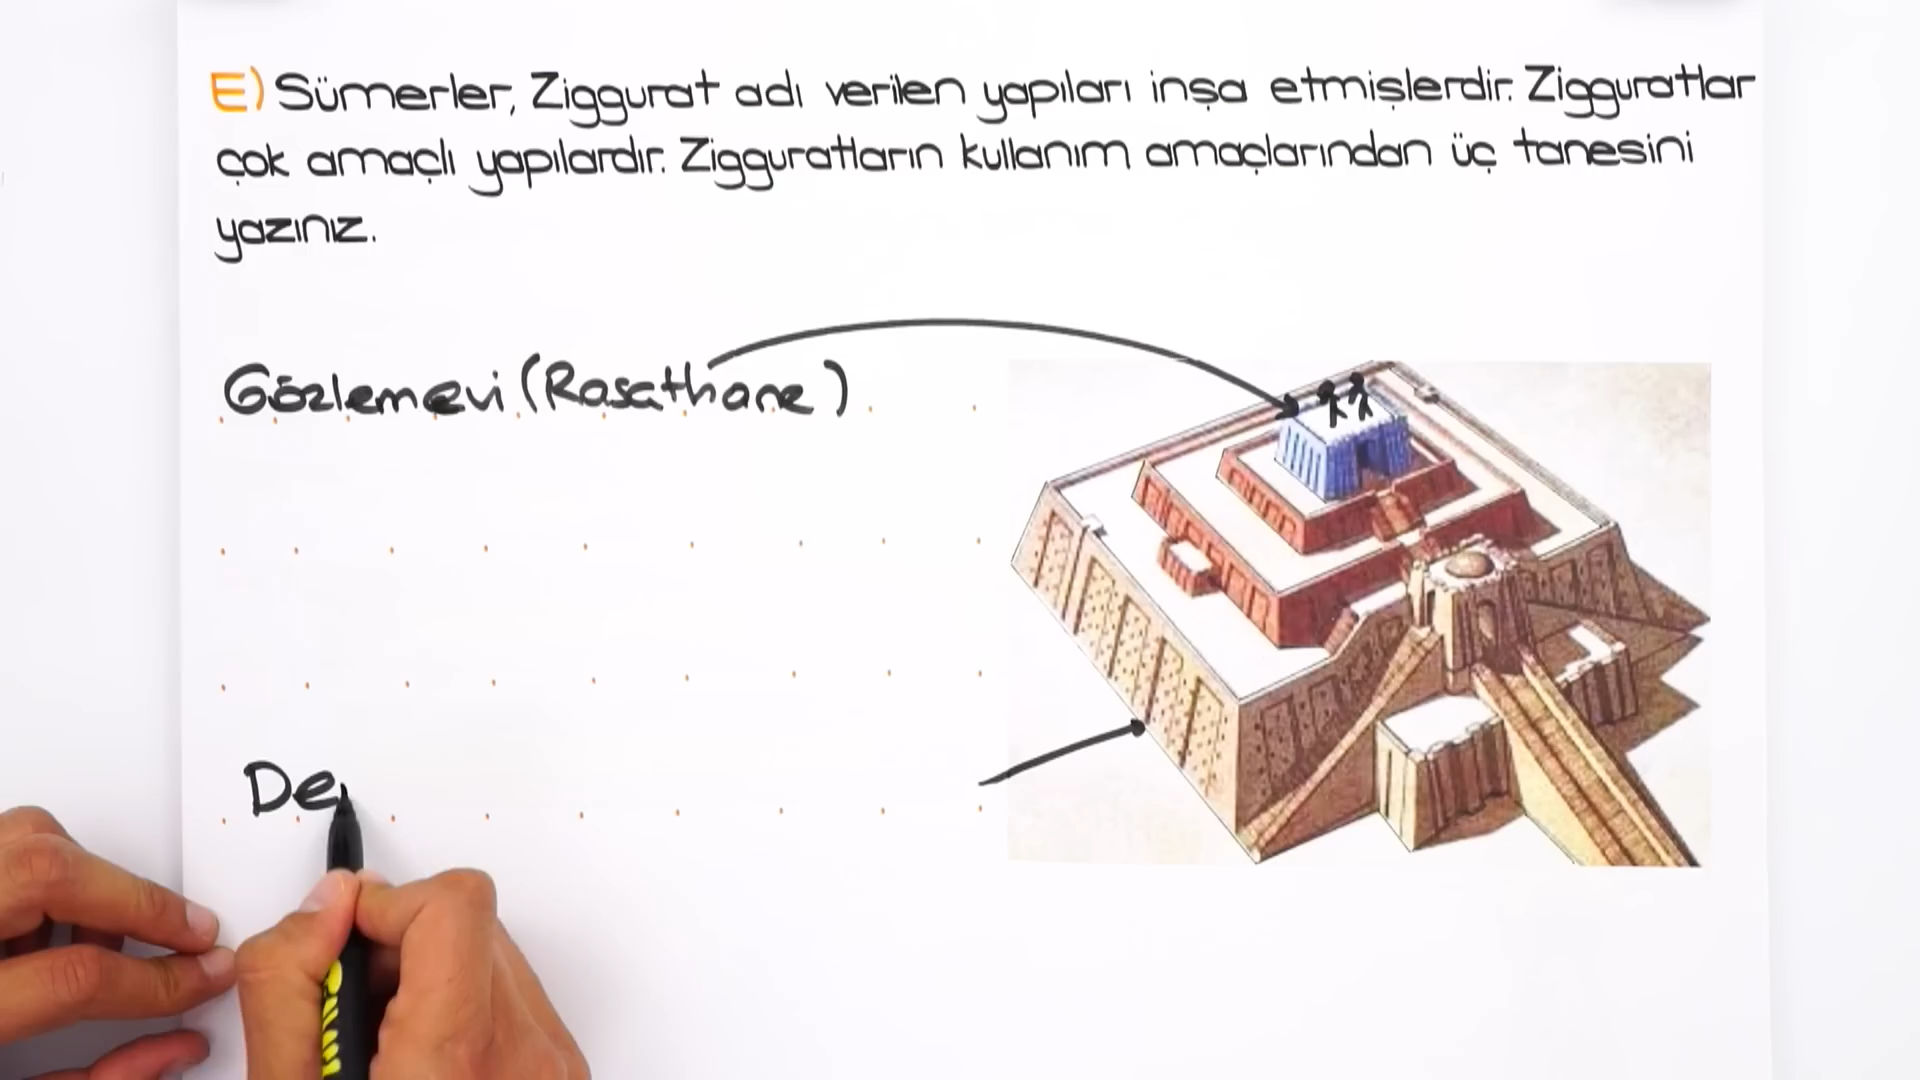 E) Sümerler, Ziggurat adı verilen yapıları inşa etmişlerdir. Zigguratlar
çok amaçlı yapılardır. Zigguratların kullanım amaçlarından üç tanesini
yazınız.
Gözlemevi (Rasathane)
De